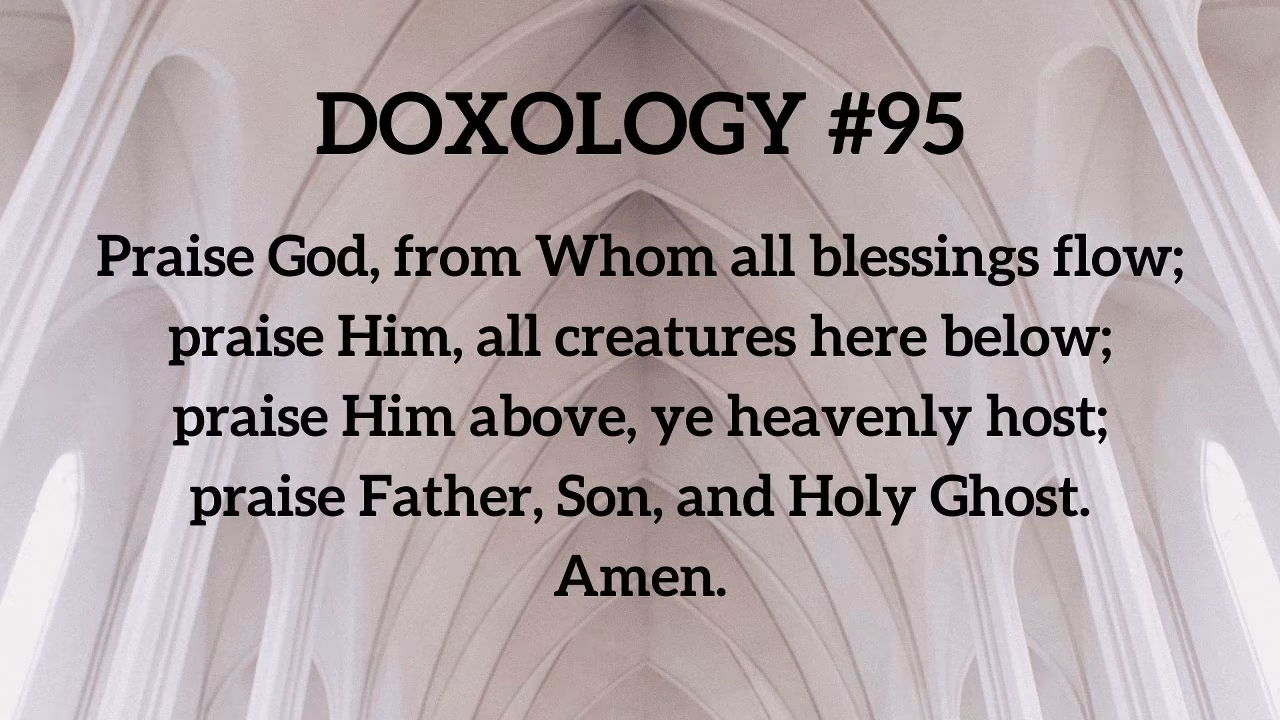 DOXOLOGY #95
Praise God, from Whom all blessings flow;
praise Him, all creatures here below;
praise Him above, ye heavenly host;
praise Father, Son, and Holy Ghost.
Amen.